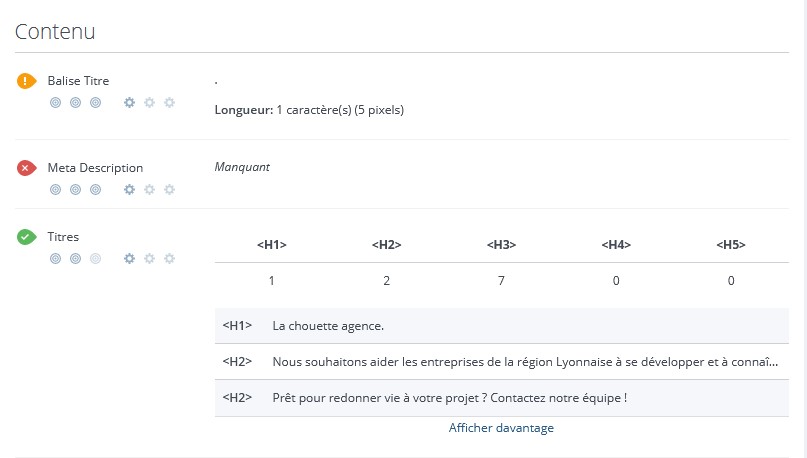 Contenu
Balise Titre
.
Longueur: 1 caractère(s) (5 pixels)
Meta Description
Manquant
Titres
<H1> <H2> <H3> <H4> <H5>
1 2 7 0 0
<H1> La chouette agence.
<H2> Nous souhaitons aider les entreprises de la région Lyonnaise à se développer et à connaî...
<H2> Prêt pour redonner vie à votre projet ? Contactez notre équipe !
Afficher davantage